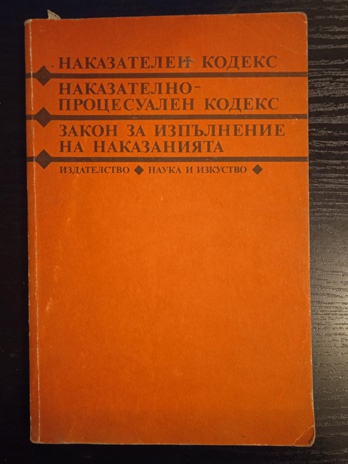 НАКАЗАТЕЛЕН КОДЕКС
НАКАЗАТЕЛНО-
ПРОЦЕСУАЛЕН КОДЕКС
ЗАКОН ЗА ИЗПЪЛНЕНИЕ
НА НАКАЗАНИЯТА
ИЗДАТЕЛСТВО ◆ НАУКА И ИЗКУСТВО ◆